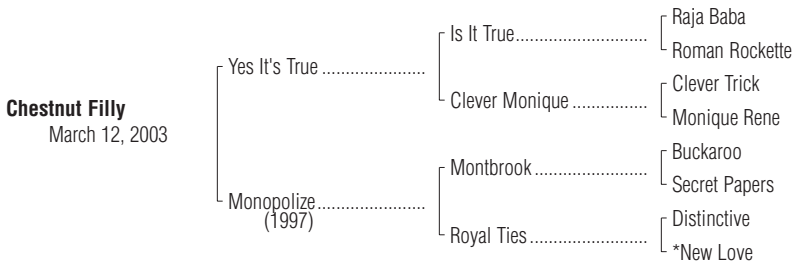 Raja Baba
Is It True
Roman Rockette
Yes It's True
Clever Trick
Clever Monique
Monique Rene
Chestnut Filly
March 12, 2003
Buckaroo
Montbrook
Secret Papers
Monopolize
(1997)
Distinctive
Royal Ties
*New Love